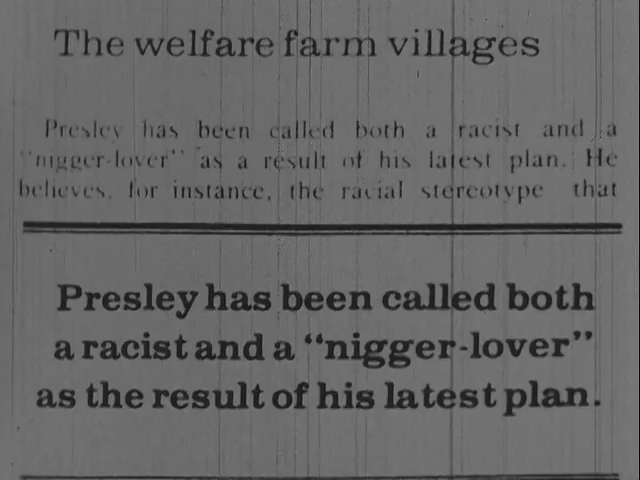 The welfare farm villages
Presley has been called both a racist and a
"nigger-lover" as a result of his latest plan. He
believes, for instance, the racial stereotype that
Presley has been called both
a racist and a "nigger-lover"
as the result of his latest plan.